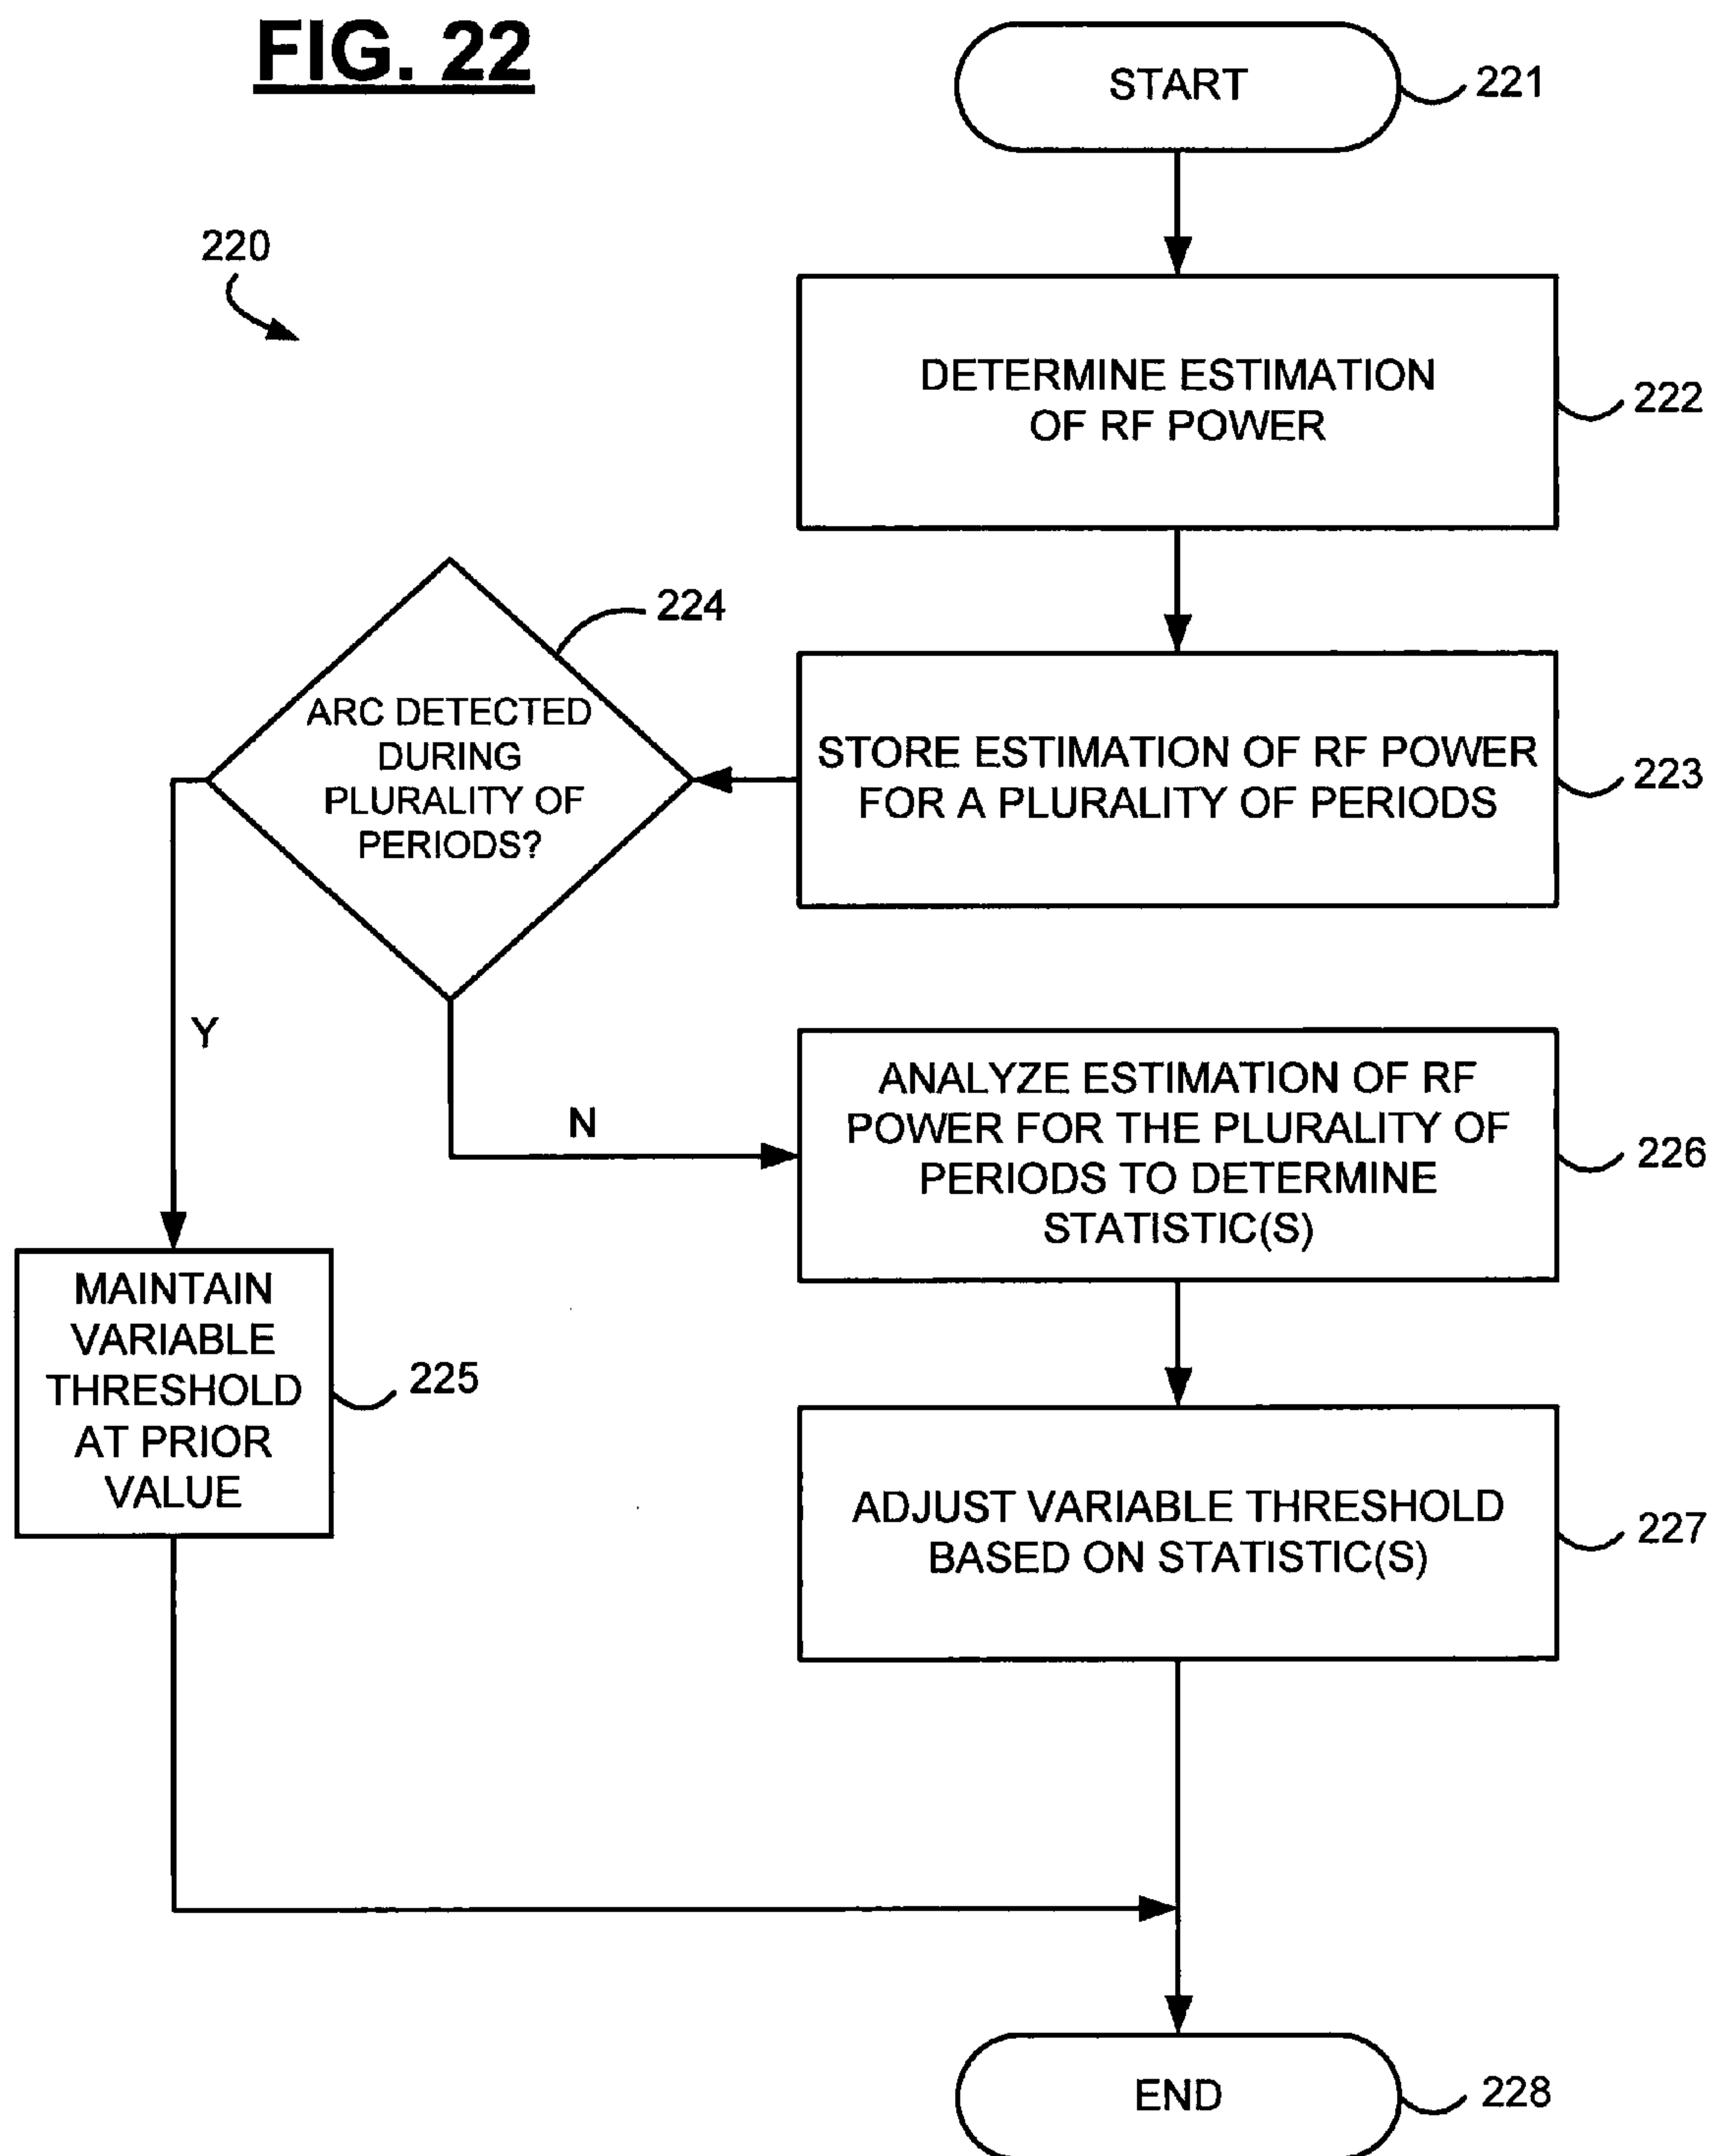 FIG. 22
START
221
220
DETERMINE ESTIMATION
OF RF POWER
222
224
ARC DETECTED
DURING
PLURALITY OF
PERIODS?
STORE ESTIMATION OF RF POWER
FOR A PLURALITY OF PERIODS
223
Y
N
ANALYZE ESTIMATION OF RF
POWER FOR THE PLURALITY OF
PERIODS TO DETERMINE
STATISTIC(S)
226
MAINTAIN
VARIABLE
THRESHOLD
AT PRIOR
VALUE
225
ADJUST VARIABLE THRESHOLD
BASED ON STATISTIC(S)
227
END
228